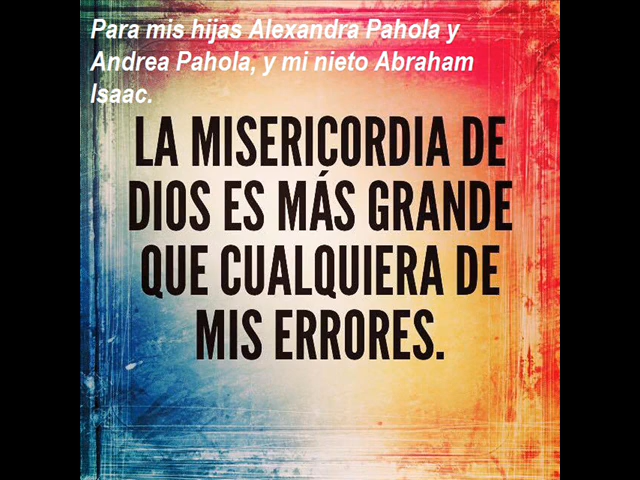 Para mis hijas Alexandra Pahola y
Andrea Pahola, y mi nieto Abraham
Isaac.
LA MISERICORDIA DE
DIOS ES MÁS GRANDE
QUE CUALQUIERA DE
MIS ERRORES.